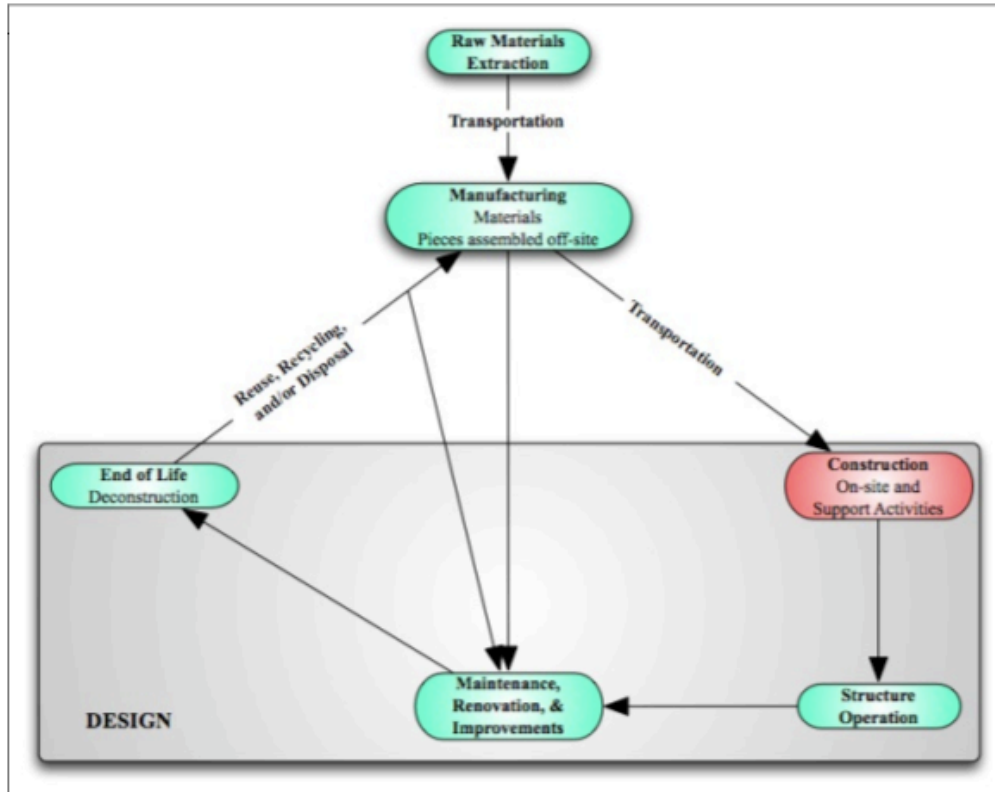 Raw Materials
Extraction
Transportation
Manufacturing
Materials
Pieces assembled off-site
Transportation
Reuse, Recycling,
and/or Disposal
End of Life
Deconstruction
Construction
On-site and
Support Activities
Maintenance,
Renovation, &
Improvements
Structure
Operation
DESIGN